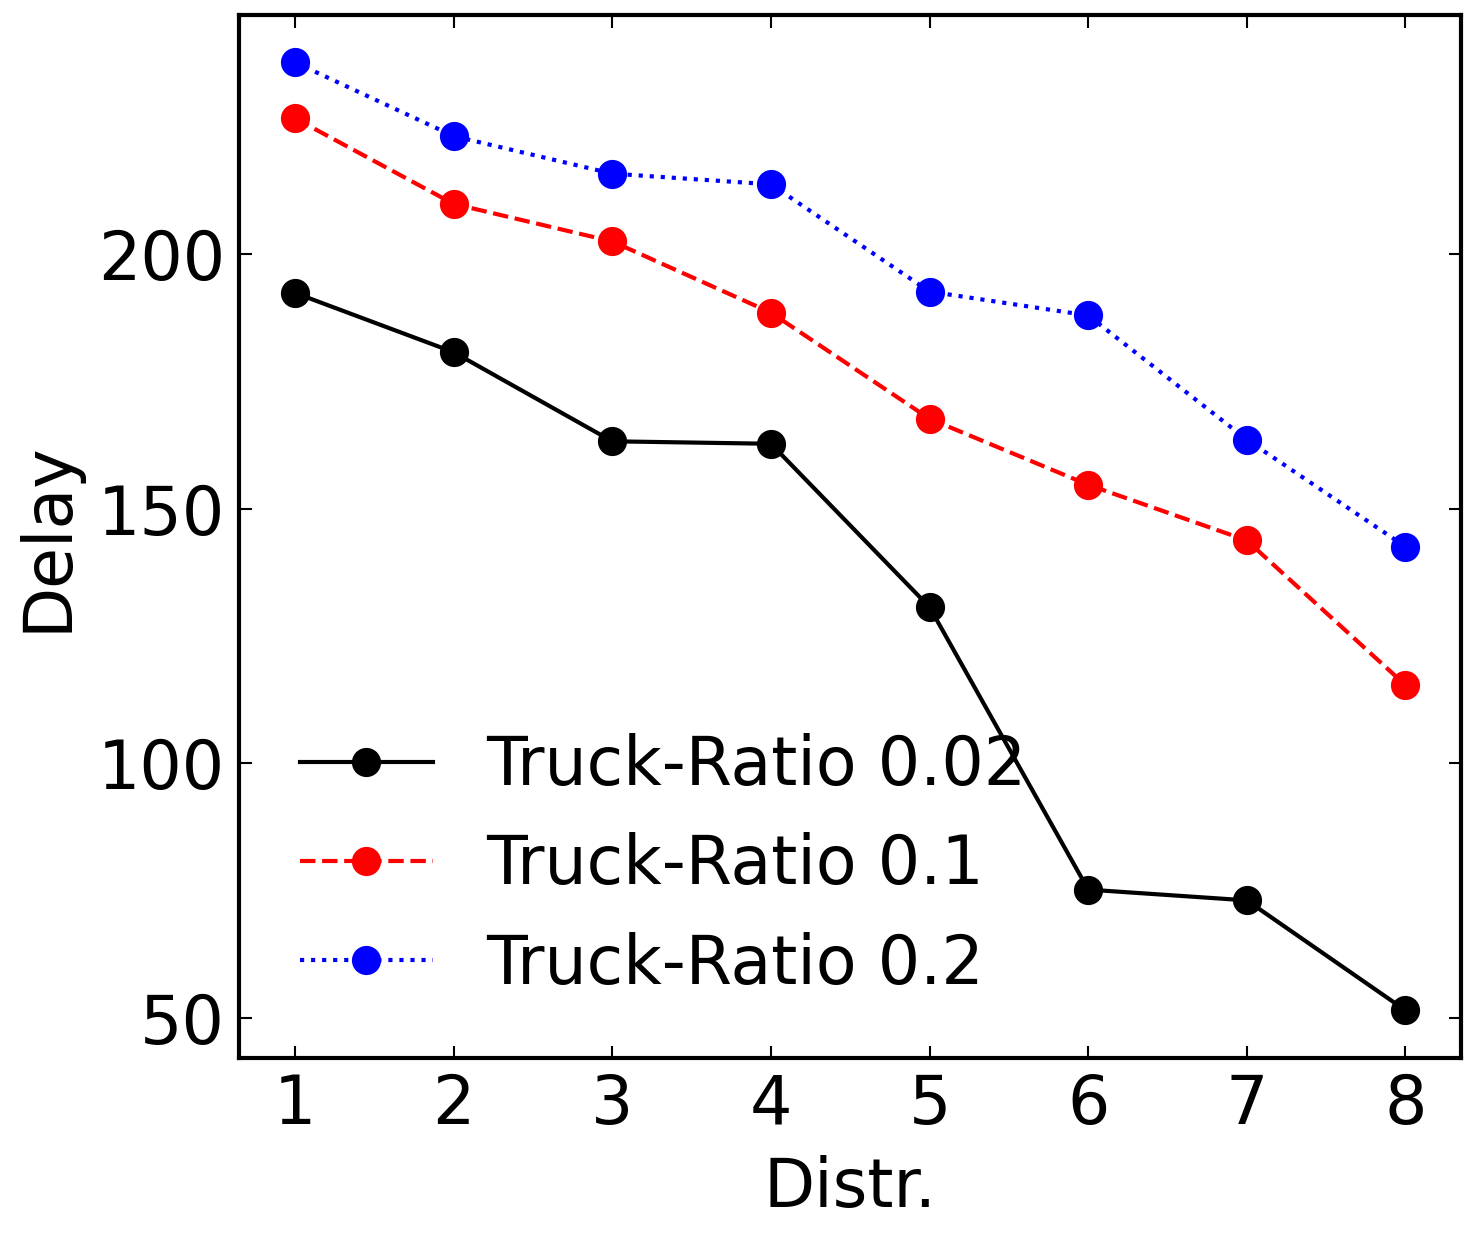 200
150
100
50
Delay
Truck-Ratio 0.02
Truck-Ratio 0.1
Truck-Ratio 0.2
1 2 3 4 5 6 7 8
Distr.